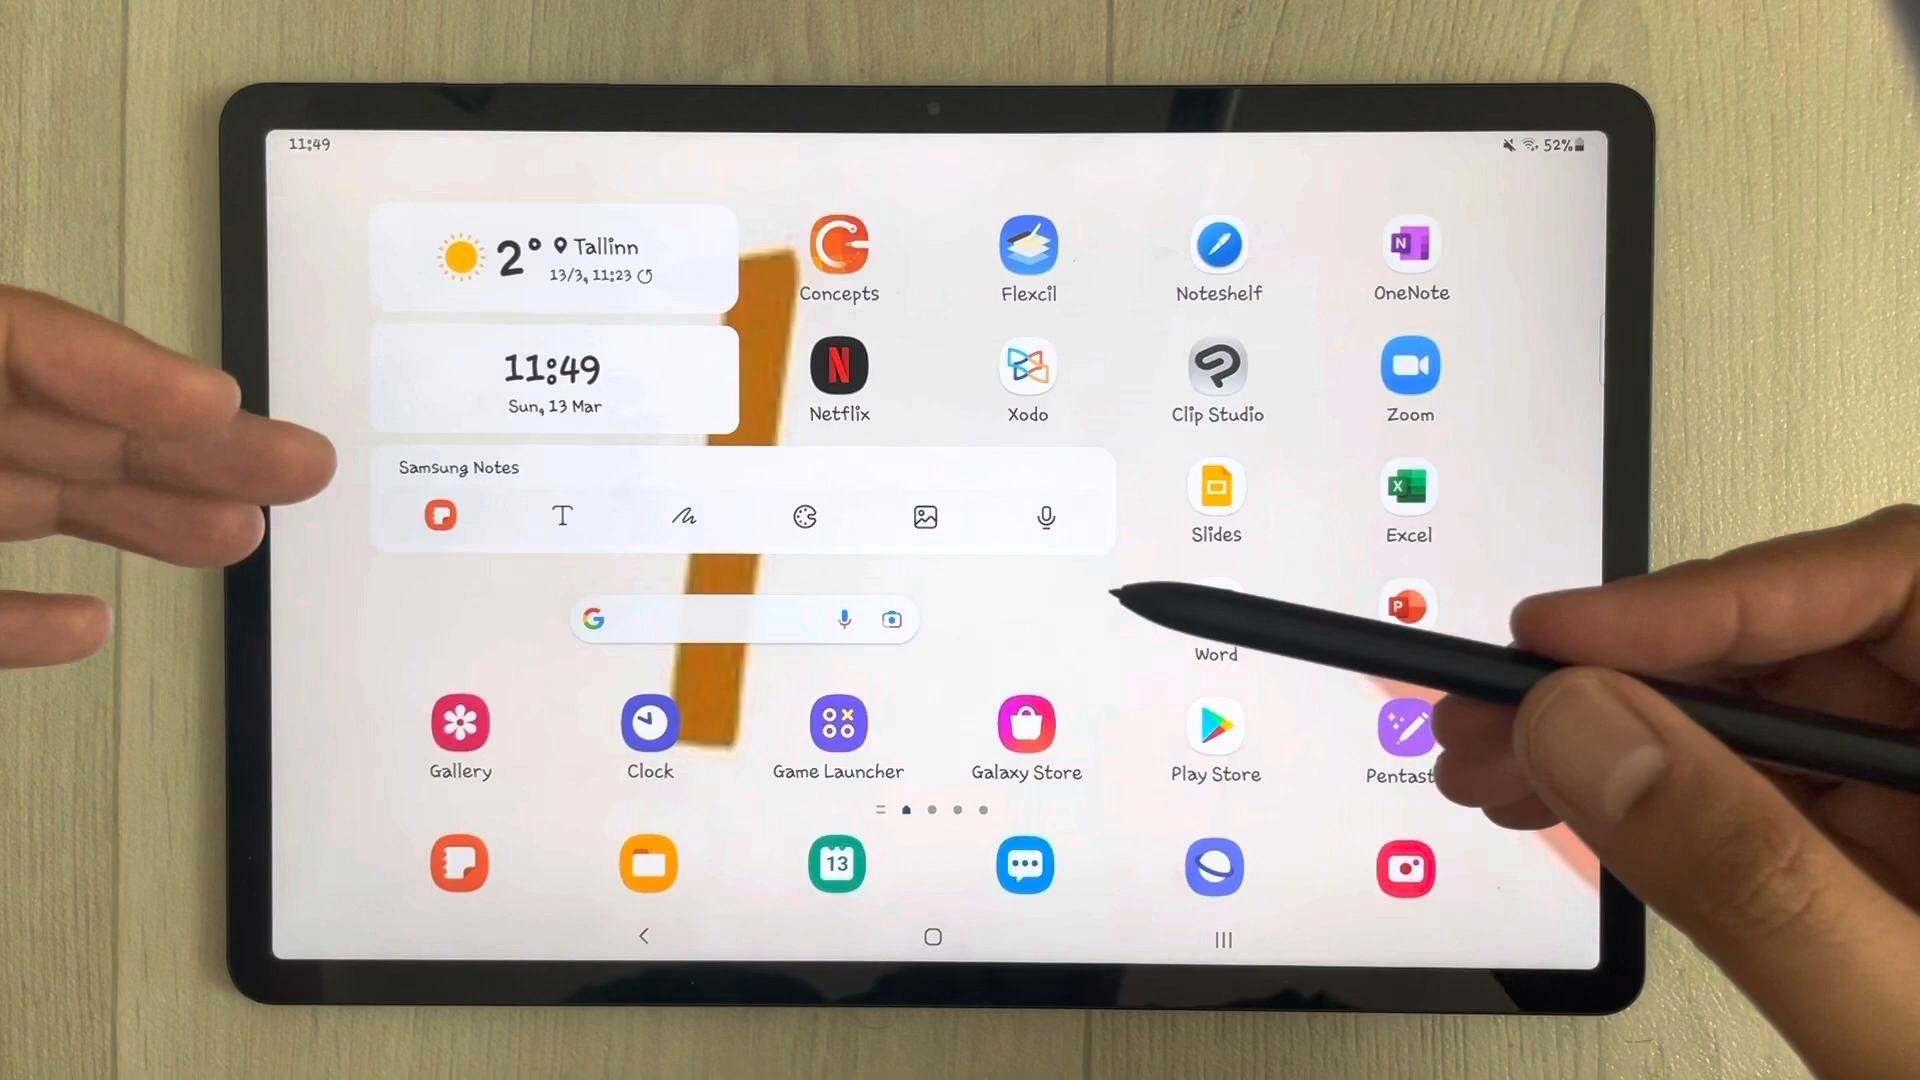 11:49
52%
2° Tallinn
13/3, 11:23
Concepts
Flexcil
Noteshelf
OneNote
N
11:49
Sun, 13 Mar
N
Netflix
Xodo
Clip Studio
Zoom
Samsung Notes
T
X
Slides
Excel
G
P
Word
Gallery
Clock
Game Launcher
Galaxy Store
Play Store
Pentast
13